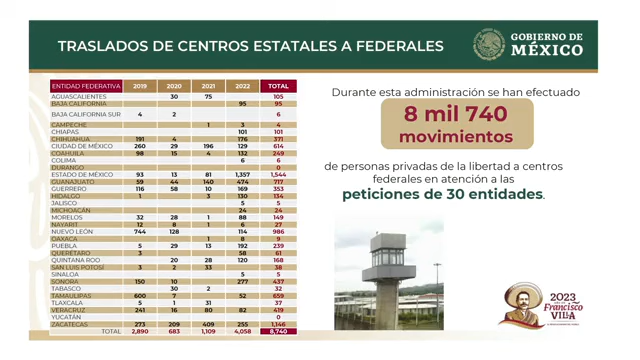 TRASLADOS DE CENTROS ESTATALES A FEDERALES
GOBIERNO DE
MÉXICO
ENTIDAD FEDERATIVA 2019 2020 2021 2022 TOTAL
AGUASCALIENTES 30 75 105
BAJA CALIFORNIA 95 95
BAJA CALIFORNIA SUR 4 2 6
CAMPECHE 1 3 4
CHIAPAS 101 101
CHIHUAHUA 191 4 176 371
CIUDAD DE MÉXICO 260 29 196 129 614
COAHUILA 98 15 4 132 249
COLIMA 6 6
DURANGO 0
ESTADO DE MÉXICO 93 13 81 1,357 1,544
GUANAJUATO 59 44 140 474 717
GUERRERO 116 58 10 169 353
HIDALGO 1 3 130 134
JALISCO 5 5
MICHOACÁN 24 24
MORELOS 32 28 1 88 149
NAYARIT 12 8 1 6 27
NUEVO LEÓN 744 128 114 986
OAXACA 1 8 9
PUEBLA 5 29 13 192 239
QUERÉTARO 3 58 61
QUINTANA ROO 20 28 120 168
SAN LUIS POTOSÍ 3 2 33 38
SINALOA 5 5
SONORA 150 10 277 437
TABASCO 30 2 32
TAMAULIPAS 600 7 52 659
TLAXCALA 5 1 31 37
VERACRUZ 241 16 80 82 419
YUCATÁN 0
ZACATECAS 273 209 409 255 1,146
TOTAL 2,890 683 1,109 4,058 8,740
Durante esta administración se han efectuado
8 mil 740
movimientos
de personas privadas de la libertad a centros
federales en atención a las
peticiones de 30 entidades.
2023
Francisco
VILLA